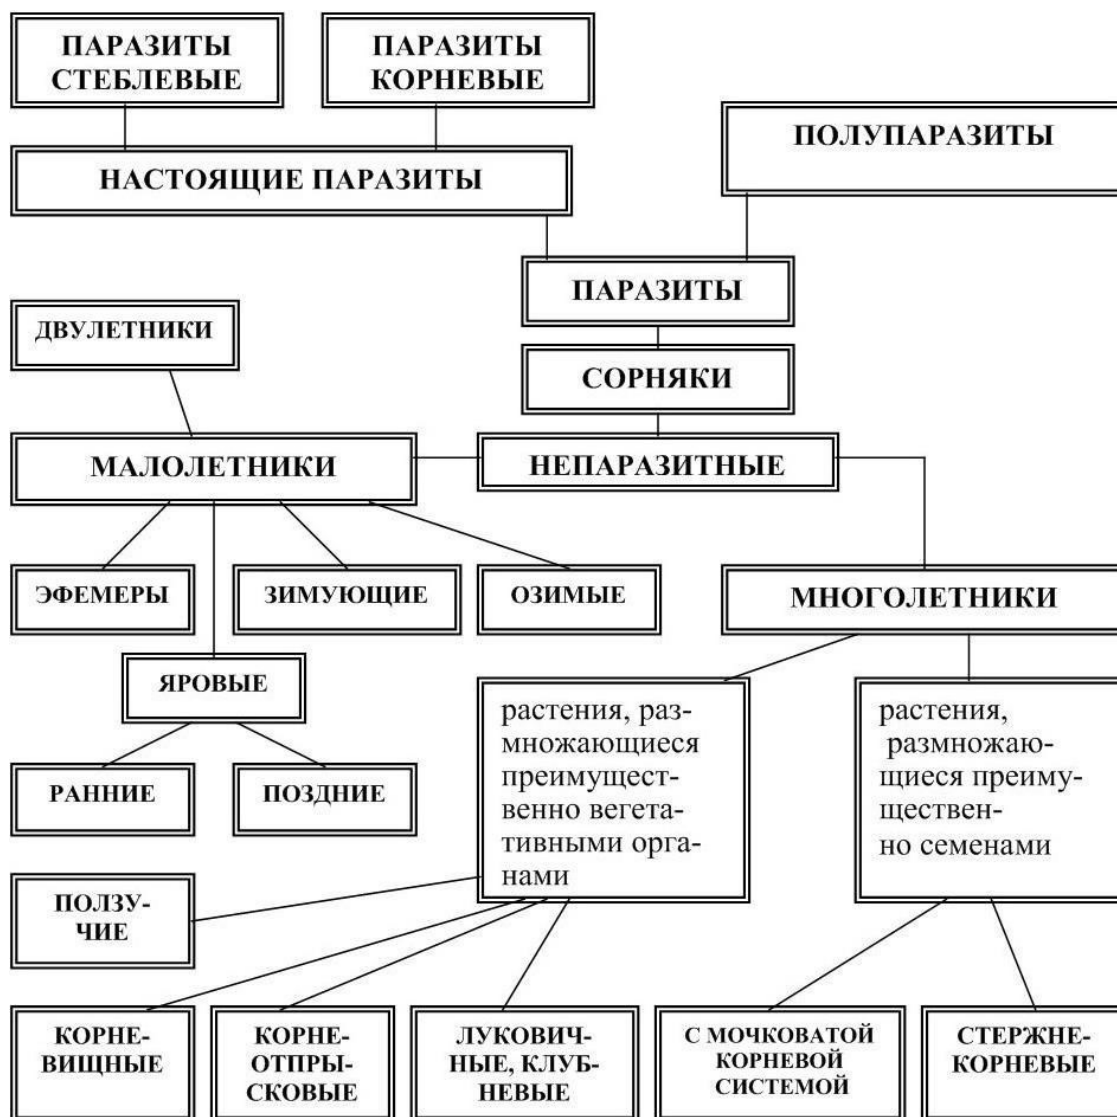 ПАРАЗИТЫ
СТЕБЛЕВЫЕ
ПАРАЗИТЫ
КОРНЕВЫЕ
ПОЛУПАРАЗИТЫ
НАСТОЯЩИЕ ПАРАЗИТЫ
ПАРАЗИТЫ
ДВУЛЕТНИКИ
СОРНЯКИ
МАЛОЛЕТНИКИ
НЕПАРАЗИТНЫЕ
ЭФЕМЕРЫ
ЗИМУЮЩИЕ
ОЗИМЫЕ
МНОГОЛЕТНИКИ
ЯРОВЫЕ
РАННИЕ
ПОЗДНИЕ
растения, раз-
множающиеся
преимущест-
венно вегета-
тивными орга-
нами
растения,
размножаю-
щиеся преиму-
ществен-
но семенами
ПОЛЗУ-
ЧИЕ
КОРНЕ-
ВИЩНЫЕ
КОРНЕ-
ОТПРЫ-
СКОВЫЕ
ЛУКОВИЧ-
НЫЕ, КЛУБ-
НЕВЫЕ
С МОЧКОВАТОЙ
КОРНЕВОЙ
СИСТЕМОЙ
СТЕРЖНЕ-
КОРНЕВЫЕ